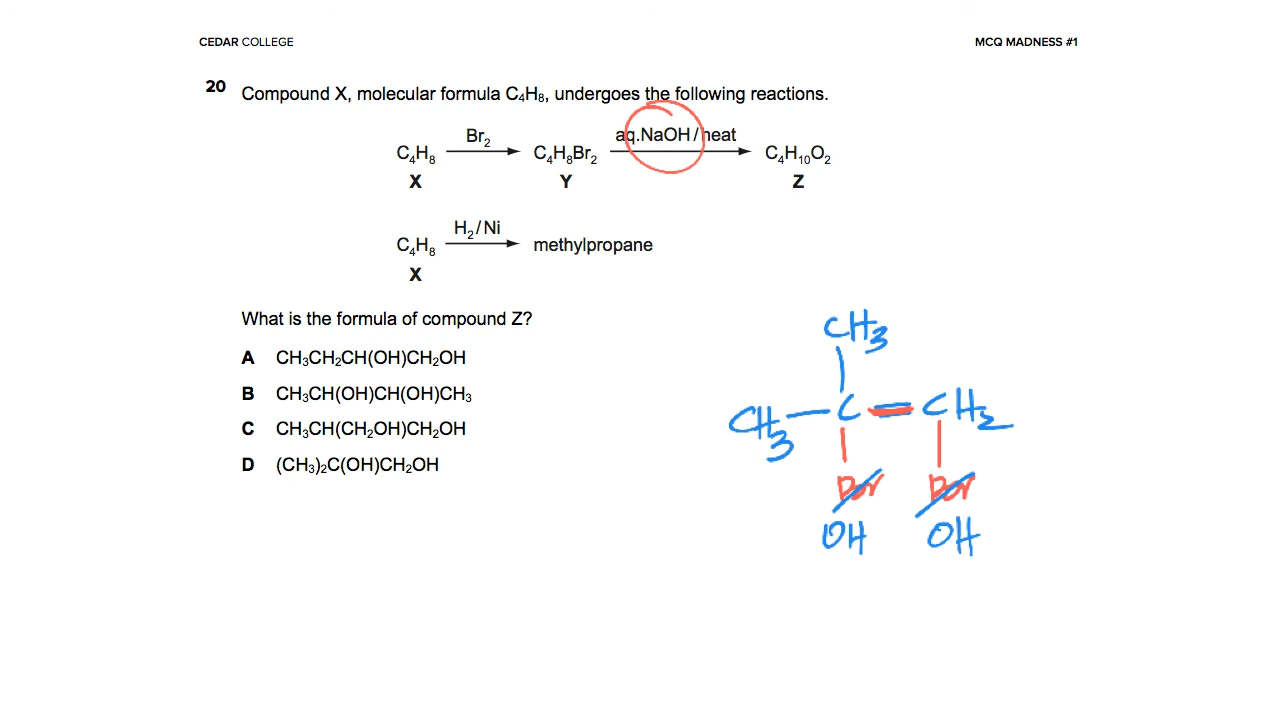 CEDAR COLLEGE MCQ MADNESS #1
20 Compound X, molecular formula C₄H₈, undergoes the following reactions.
Br₂ aq.NaOH / heat
C₄H₈ C₄H₈Br₂ C₄H₁₀O₂
X Y Z
H₂/Ni
C₄H₈ methylpropane
X
What is the formula of compound Z?
A CH₃CH₂CH(OH)CH₂OH
B CH₃CH(OH)CH(OH)CH₃
C CH₃CH(CH₂OH)CH₂OH
D (CH₃)₂C(OH)CH₂OH
CH₃
CH₃ — C = CH₂
Br Br
OH OH